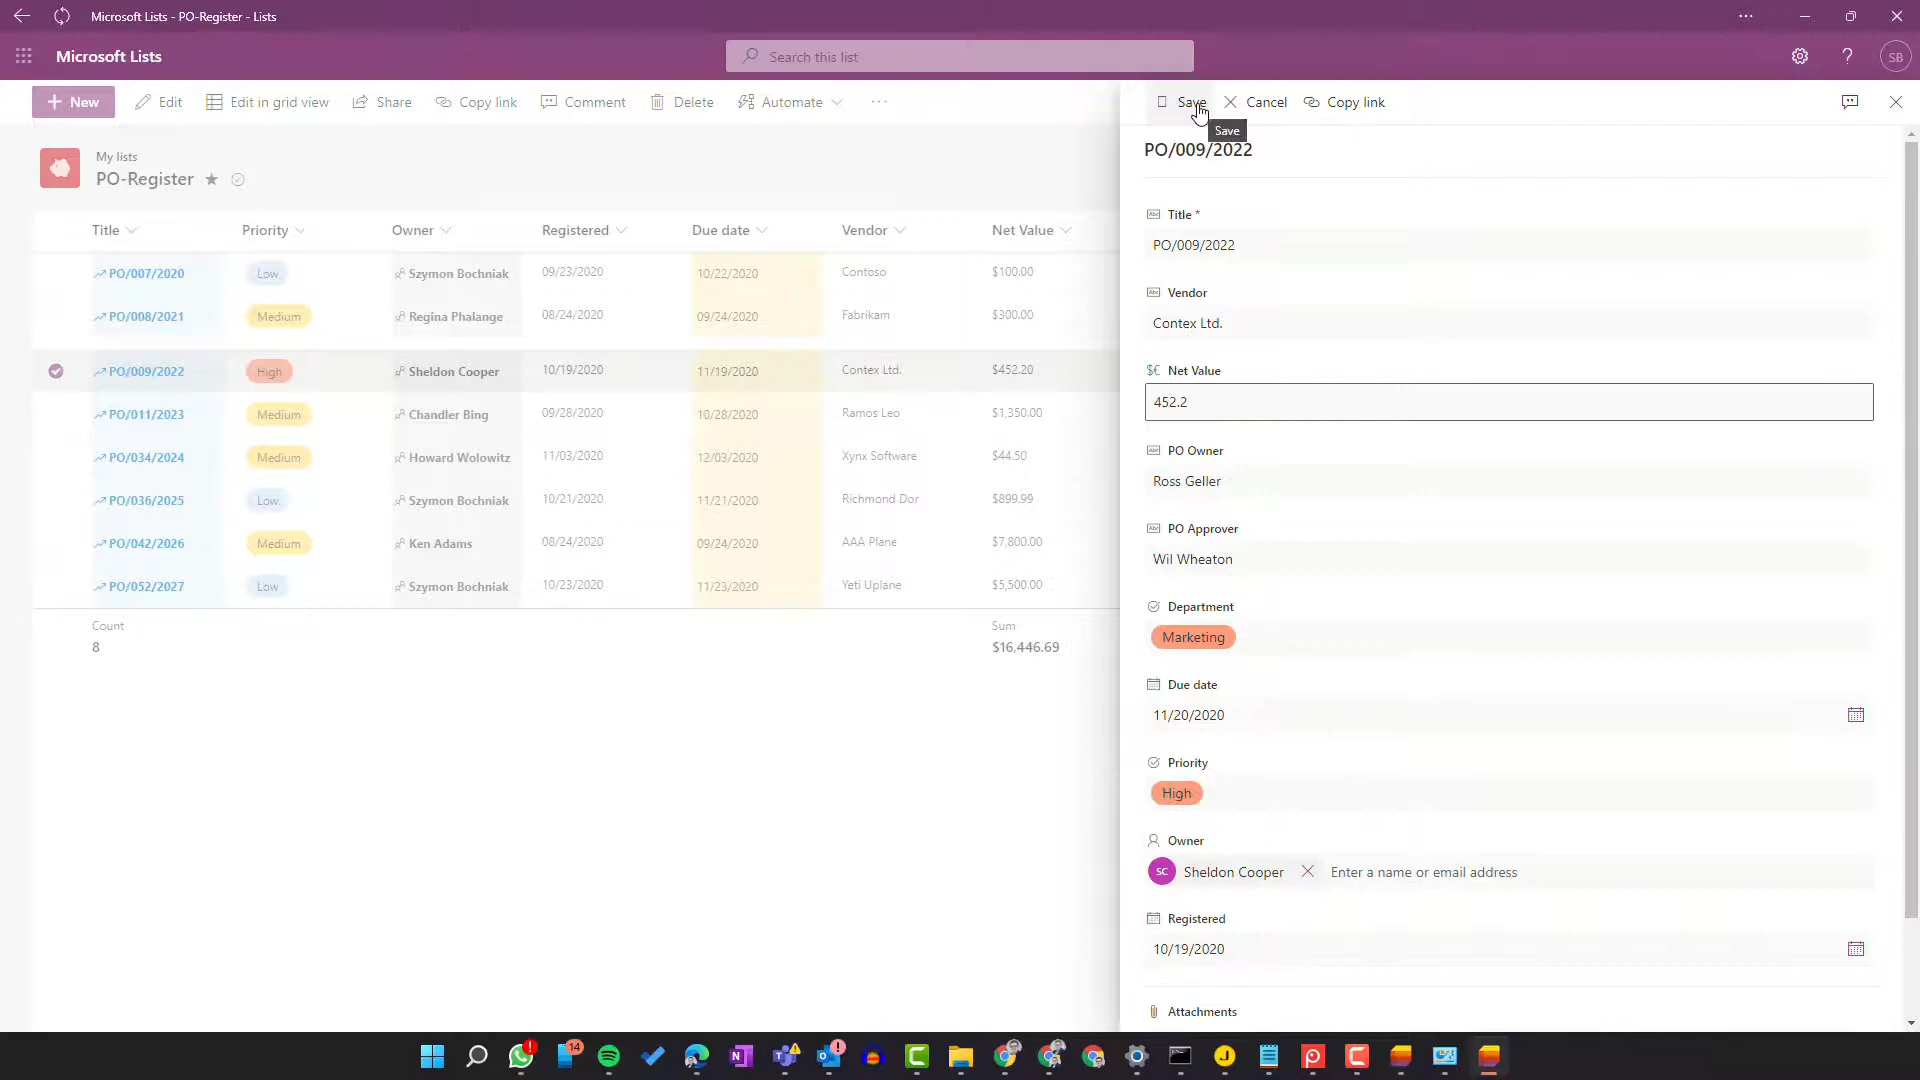 Microsoft Lists - PO-Register - Lists
Microsoft Lists
Search this list
SB
New Edit Edit in grid view Share Copy link Comment Delete Automate
Save Cancel Copy link
Save
My lists
PO-Register
Title Priority Owner Registered Due date Vendor Net Value
PO/007/2020 Low Szymon Bochniak 09/23/2020 10/22/2020 Contoso $100.00
PO/008/2021 Medium Regina Phalange 08/24/2020 09/24/2020 Fabrikam $300.00
PO/009/2022 High Sheldon Cooper 10/19/2020 11/19/2020 Contex Ltd. $452.20
PO/011/2023 Medium Chandler Bing 09/28/2020 10/28/2020 Ramos Leo $1,350.00
PO/034/2024 Medium Howard Wolowitz 11/03/2020 12/03/2020 Xynx Software $44.50
PO/036/2025 Low Szymon Bochniak 10/21/2020 11/21/2020 Richmond Dor $899.99
PO/042/2026 Medium Ken Adams 08/24/2020 09/24/2020 AAA Plane $7,800.00
PO/052/2027 Low Szymon Bochniak 10/23/2020 11/23/2020 Yeti Uplane $5,500.00
Count Sum
8 $16,446.69
PO/009/2022
Title *
PO/009/2022
Vendor
Contex Ltd.
Net Value
452.2
PO Owner
Ross Geller
PO Approver
Wil Wheaton
Department
Marketing
Due date
11/20/2020
Priority
High
Owner
SC Sheldon Cooper Enter a name or email address
Registered
10/19/2020
Attachments
14